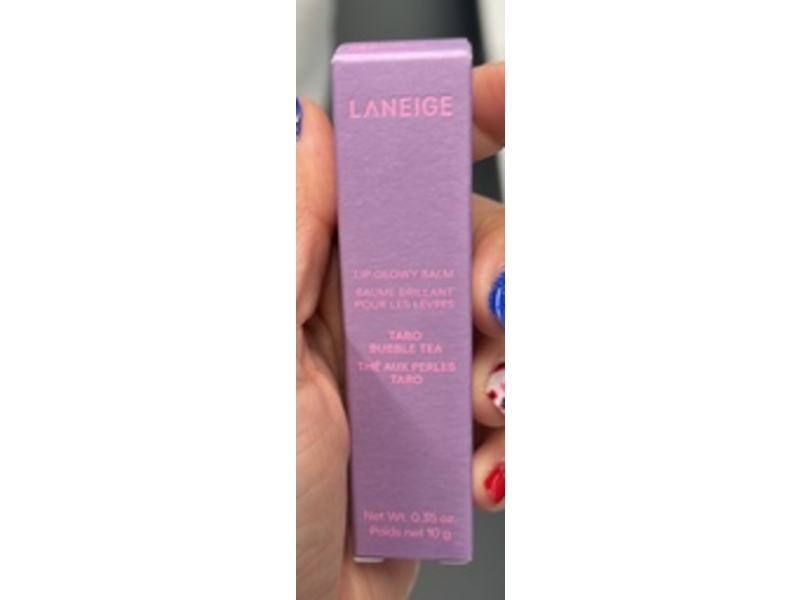 LANEIGE
LIP GLOWY BALM
BAUME BRILLANT
POUR LES LÈVRES
TARO
BUBBLE TEA
THÉ AUX PERLES
TARO
Net Wt. 0.35 oz.
Poids net 10 g